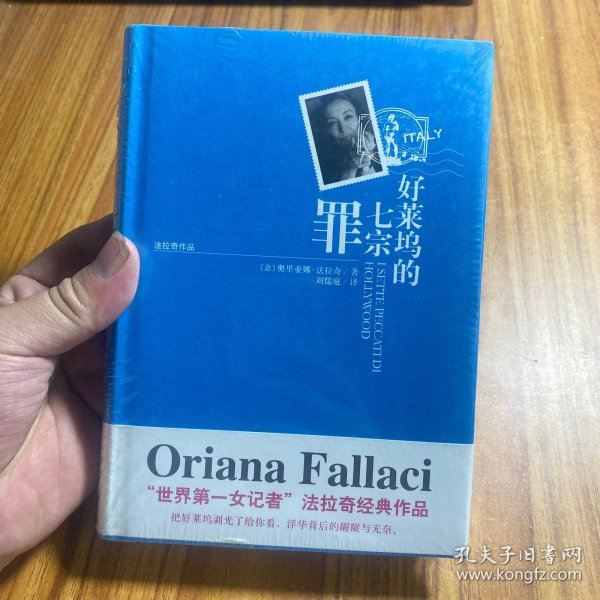 ITALY
好莱坞的
七宗
罪
I SETTE PECCATI DI
HOLLYWOOD
法拉奇作品
〔意〕奥里亚娜·法拉奇／著
刘儒庭／译
Oriana Fallaci
“世界第一女记者”法拉奇经典作品
把好莱坞剥光了给你看，浮华背后的龌龊与无奈。
孔夫子旧书网
www.kongfz.com